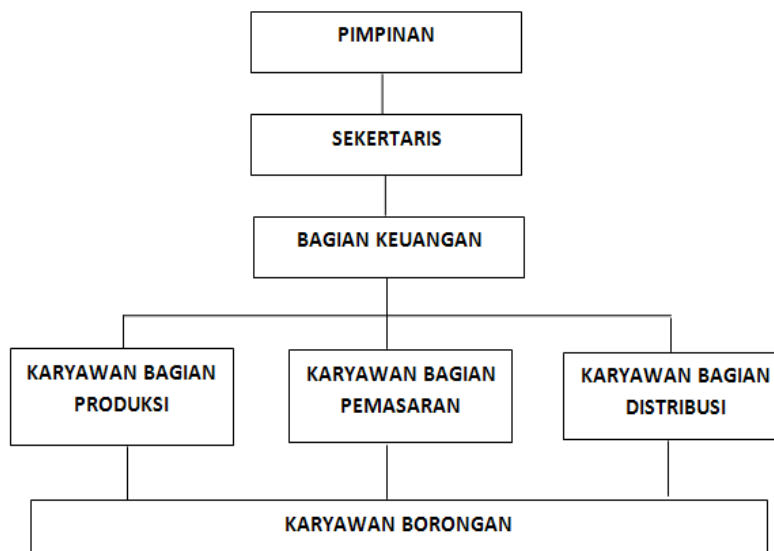 PIMPINAN
SEKERTARIS
BAGIAN KEUANGAN
KARYAWAN BAGIAN
PRODUKSI
KARYAWAN BAGIAN
PEMASARAN
KARYAWAN BAGIAN
DISTRIBUSI
KARYAWAN BORONGAN